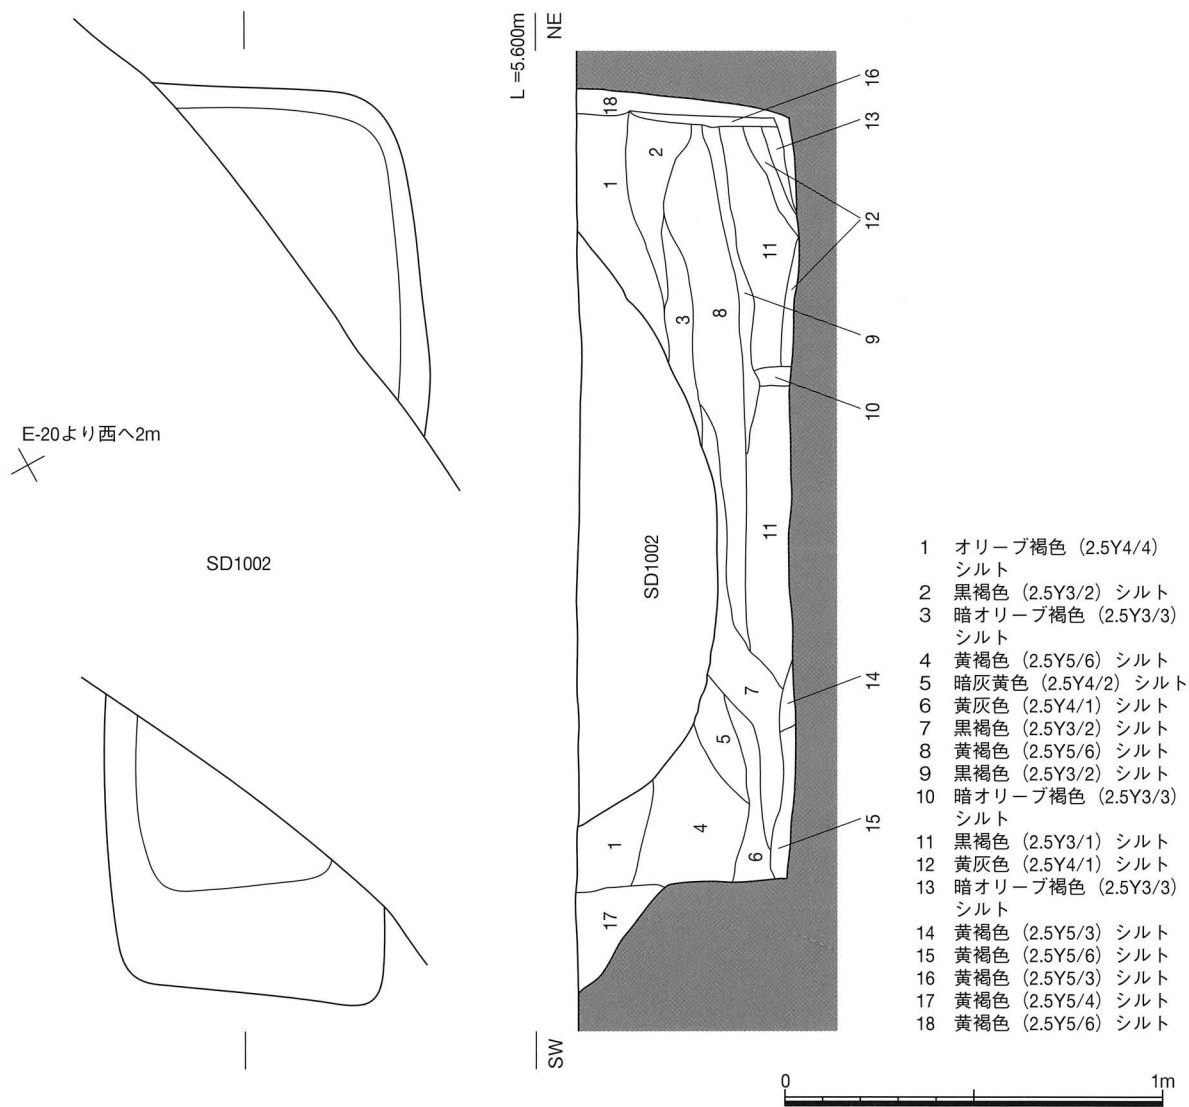 L =5.600m
NE
16
13
12
9
10
14
15
18
1
2
11
3
8
E-20より西へ2m
SD1002
SD1002
11
7
5
4
1
6
17
SW
1 オリーブ褐色(2.5Y4/4)
シルト
2 黒褐色(2.5Y3/2)シルト
3 暗オリーブ褐色(2.5Y3/3)
シルト
4 黄褐色(2.5Y5/6)シルト
5 暗灰黄色(2.5Y4/2)シルト
6 黄灰色(2.5Y4/1)シルト
7 黒褐色(2.5Y3/2)シルト
8 黄褐色(2.5Y5/6)シルト
9 黒褐色(2.5Y3/2)シルト
10 暗オリーブ褐色(2.5Y3/3)
シルト
11 黒褐色(2.5Y3/1)シルト
12 黄灰色(2.5Y4/1)シルト
13 暗オリーブ褐色(2.5Y3/3)
シルト
14 黄褐色(2.5Y5/3)シルト
15 黄褐色(2.5Y5/6)シルト
16 黄褐色(2.5Y5/3)シルト
17 黄褐色(2.5Y5/4)シルト
18 黄褐色(2.5Y5/6)シルト
0 1m